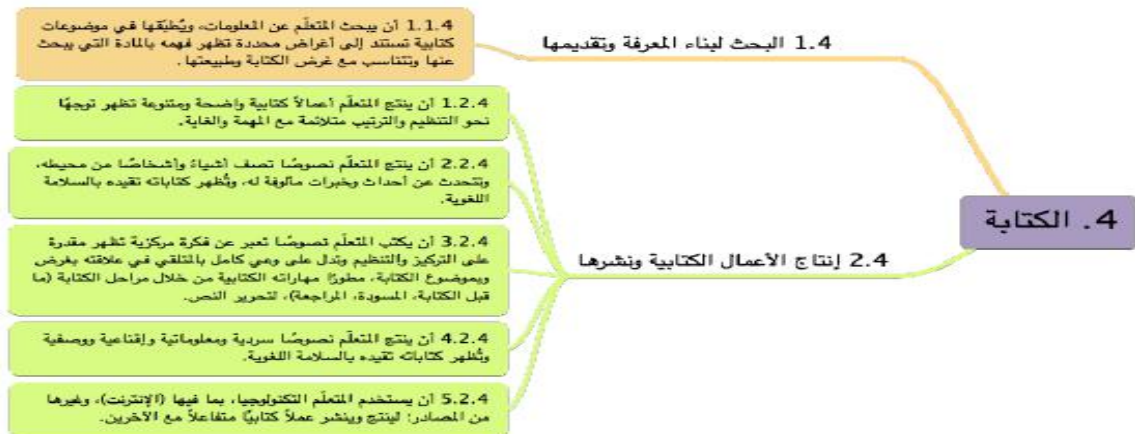 4. الكتابة
1.4 البحث لبناء المعرفة وتقديمها
1.1.4 أن يبحث المتعلّم عن المعلومات، ويُطبّقها في موضوعات
كتابية تستند إلى أغراض محددة تظهر فهمه بالمادة التي يبحث
عنها وتتناسب مع غرض الكتابة وطبيعتها.
2.4 إنتاج الأعمال الكتابية ونشرها
1.2.4 أن ينتج المتعلّم أعمالاً كتابية واضحة ومتنوعة تظهر توجهًا
نحو التنظيم والترتيب متلائمة مع المهمة والغاية.
2.2.4 أن ينتج المتعلّم نصوصًا تصف أشياءً وأشخاصًا من محيطه،
وتتحدث عن أحداث وخبرات مألوفة له، وتُظهر كتاباته تقيده بالسلامة
اللغوية.
3.2.4 أن يكتب المتعلّم نصوصًا تعبر عن فكرة مركزية تظهر مقدرة
على التركيز والتنظيم وتدل على وعي كامل بالمتلقي في علاقته بغرض
وبموضوع الكتابة، مطورًا مهاراته الكتابية من خلال مراحل الكتابة (ما
قبل الكتابة، المسودة، المراجعة)، لتحرير النص.
4.2.4 أن ينتج المتعلّم نصوصًا سردية ومعلوماتية وإقناعية ووصفية
وتُظهر كتاباته تقيده بالسلامة اللغوية.
5.2.4 أن يستخدم المتعلّم التكنولوجيا، بما فيها (الإنترنت)، وغيرها
من المصادر: لينتج وينشر عملاً كتابيًا متفاعلاً مع الآخرين.